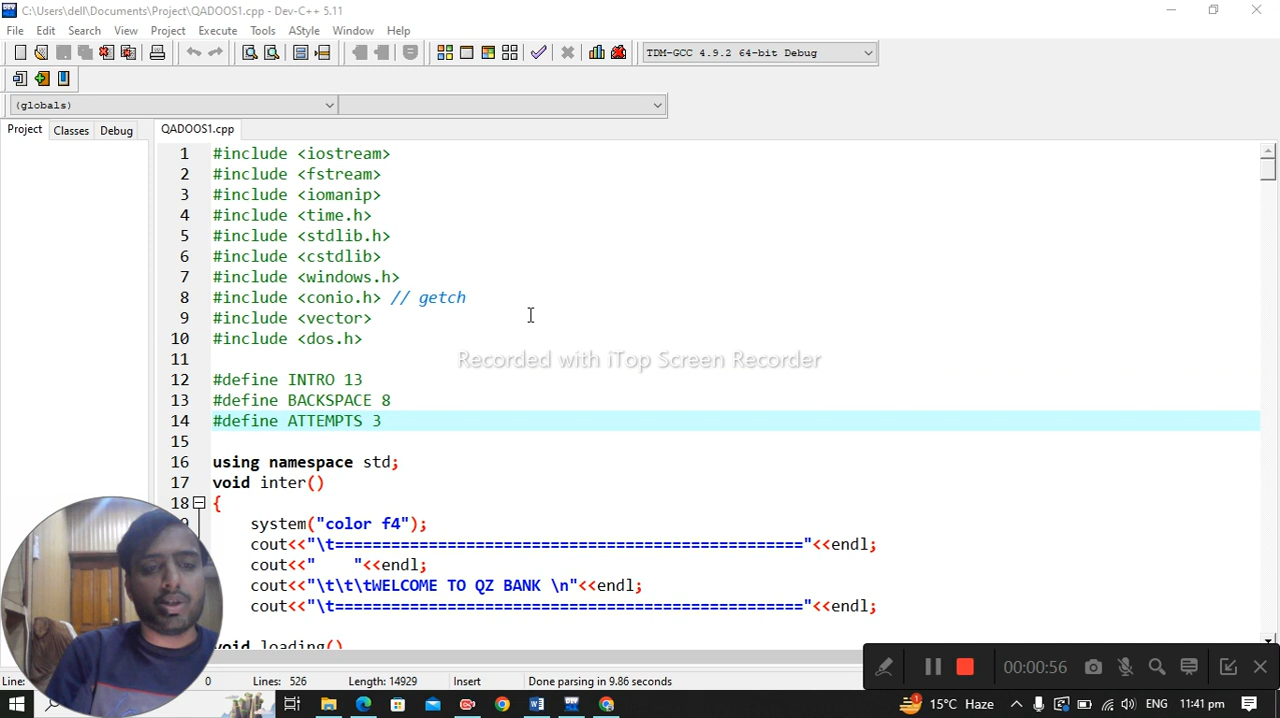 C:\Users\dell\Documents\Project\QADOOS1.cpp - Dev-C++ 5.11
File Edit Search View Project Execute Tools AStyle Window Help
TDM-GCC 4.9.2 64-bit Debug
(globals)
Project Classes Debug QADOOS1.cpp
1 #include <iostream>
2 #include <fstream>
3 #include <iomanip>
4 #include <time.h>
5 #include <stdlib.h>
6 #include <cstdlib>
7 #include <windows.h>
8 #include <conio.h> // getch
9 #include <vector>
10 #include <dos.h>
11
Recorded with iTop Screen Recorder
12 #define INTRO 13
13 #define BACKSPACE 8
14 #define ATTEMPTS 3
15
16 using namespace std;
17 void inter()
18 {
system("color f4");
cout<<"\t=================================================="<<endl;
cout<<"    "<<endl;
cout<<"\t\t\tWELCOME TO QZ BANK \n"<<endl;
cout<<"\t=================================================="<<endl;
void loading()
00:00:56
Line: 0 Lines: 526 Length: 14929 Insert Done parsing in 9.86 seconds
15°C Haze ENG 11:41 pm